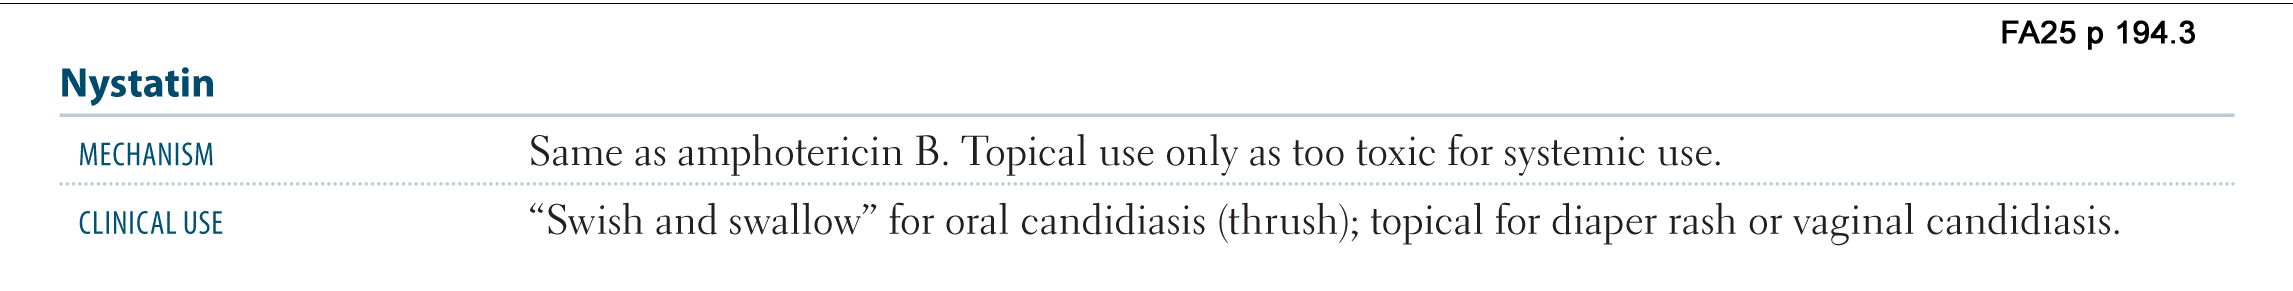 FA25 p 194.3
Nystatin
MECHANISM Same as amphotericin B. Topical use only as too toxic for systemic use.
CLINICAL USE “Swish and swallow” for oral candidiasis (thrush); topical for diaper rash or vaginal candidiasis.